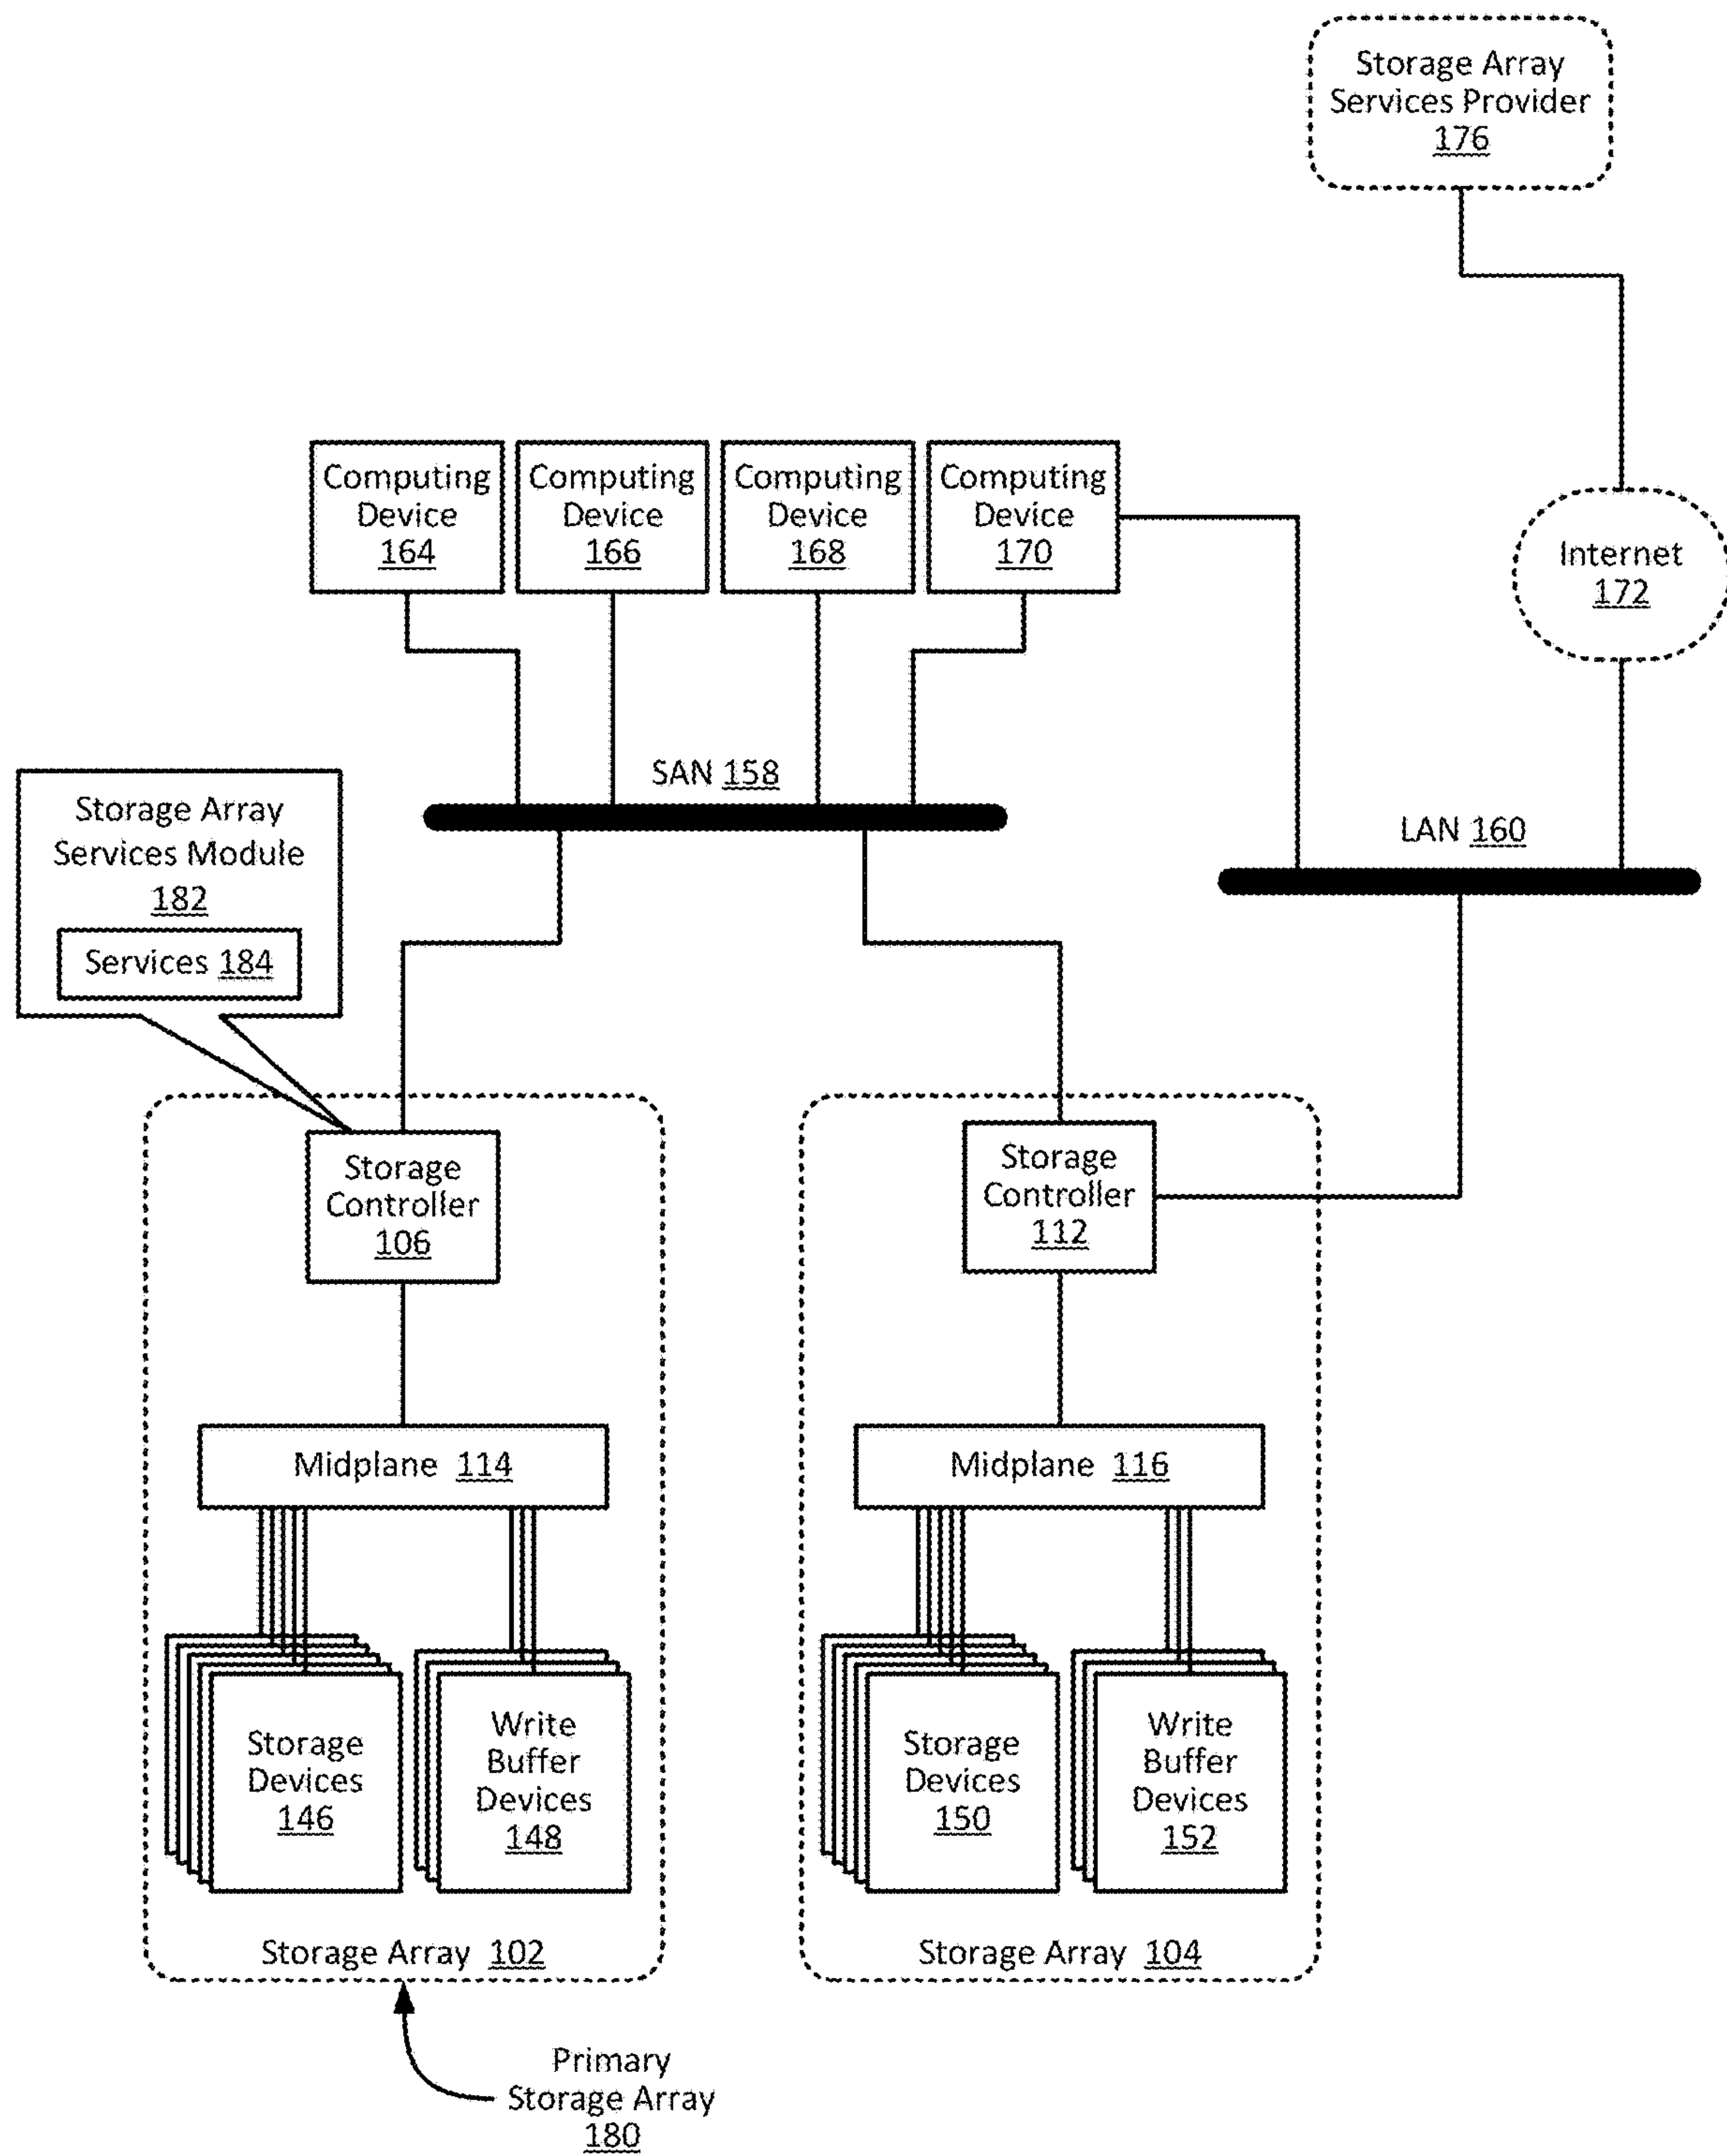 Storage Array
Services Provider
176
Computing
Device
164
Computing
Device
166
Computing
Device
168
Computing
Device
170
Internet
172
SAN 158
LAN 160
Storage Array
Services Module
182
Services 184
Storage
Controller
106
Storage
Controller
112
Midplane 114
Midplane 116
Storage
Devices
146
Write
Buffer
Devices
148
Storage
Devices
150
Write
Buffer
Devices
152
Storage Array 102
Storage Array 104
Primary
Storage Array
180